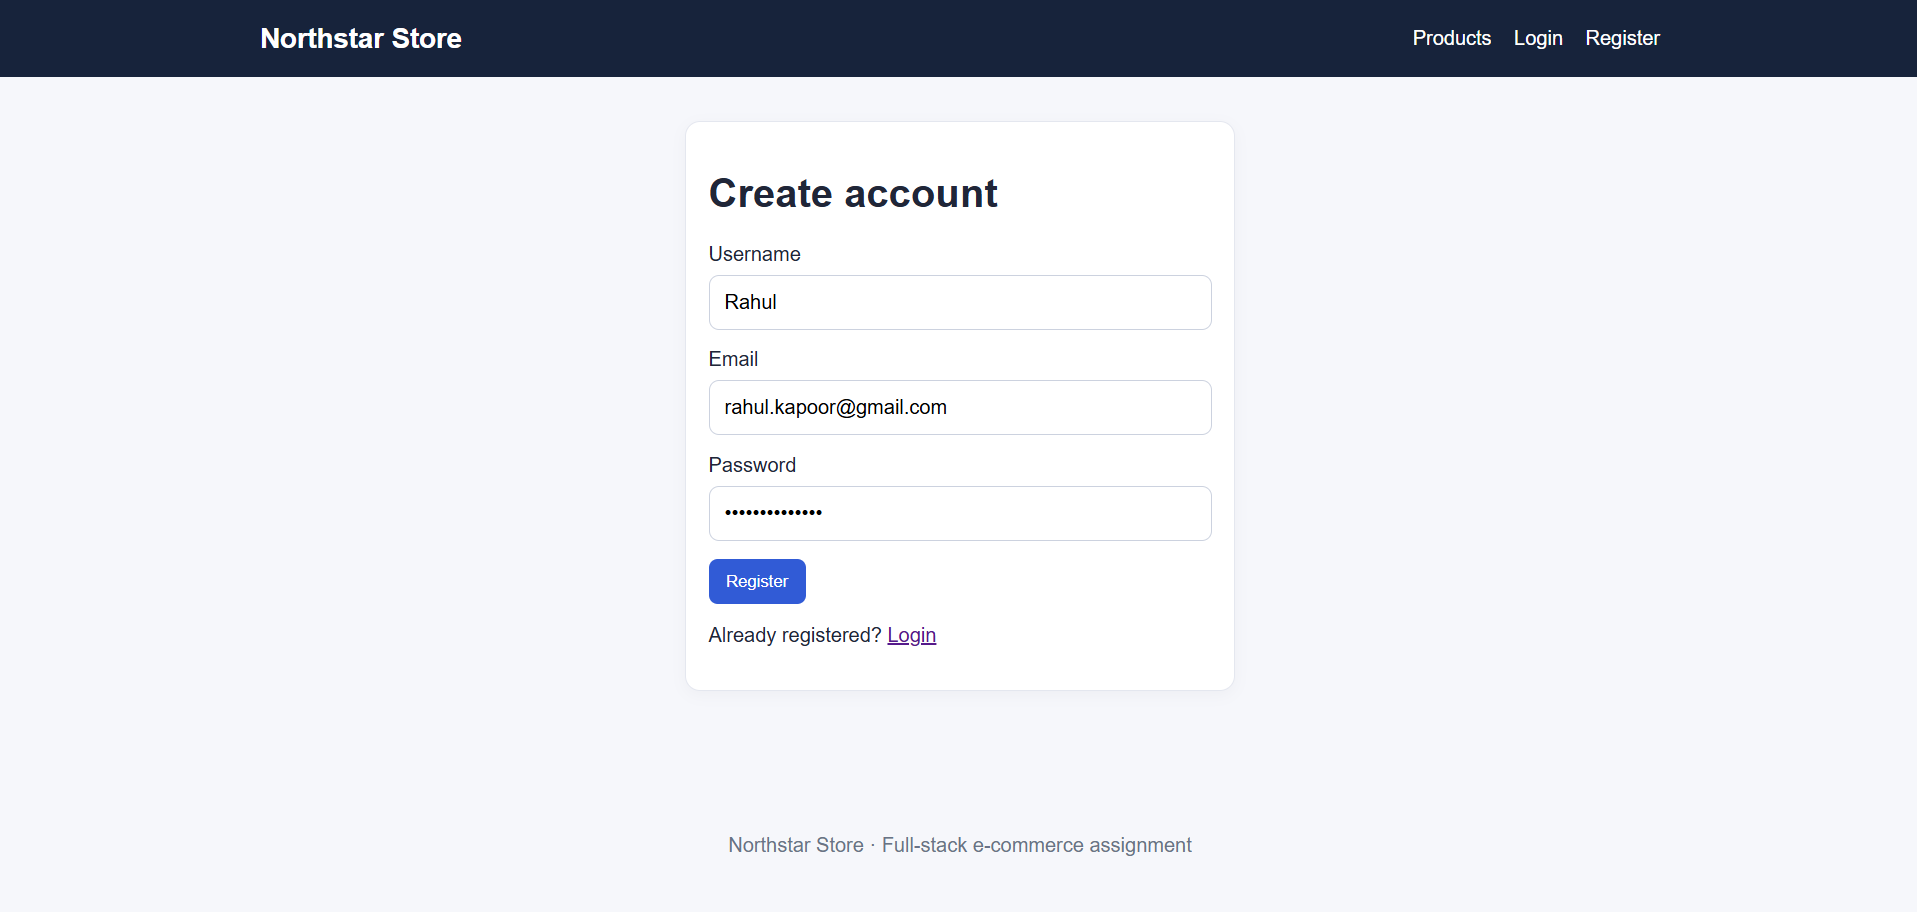 Northstar Store
Products Login Register
Create account
Username
Rahul
Email
rahul.kapoor@gmail.com
Password
••••••••••••••
Register
Already registered? Login
Northstar Store · Full-stack e-commerce assignment